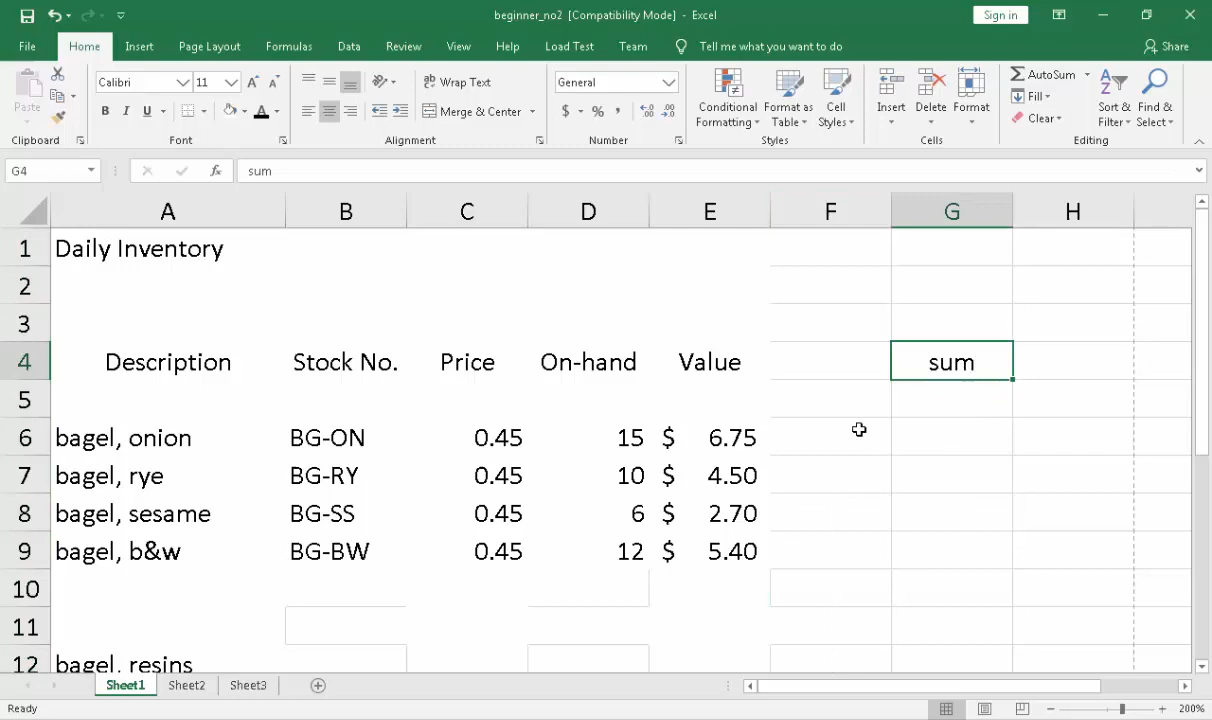 beginner_no2 [Compatibility Mode] - Excel
Sign in
File Home Insert Page Layout Formulas Data Review View Help Load Test Team Tell me what you want to do Share
Paste
Calibri 11 A A
B I U A
Wrap Text
Merge & Center
General
$ % ,
Conditional Formatting
Format as Table
Cell Styles
Insert Delete Format
AutoSum
Fill
Clear
Sort & Filter
Find & Select
Clipboard Font Alignment Number Styles Cells Editing
G4 fx sum
A B C D E F G H
1 Daily Inventory
2
3
4 Description Stock No. Price On-hand Value sum
5
6 bagel, onion BG-ON 0.45 15 $ 6.75
7 bagel, rye BG-RY 0.45 10 $ 4.50
8 bagel, sesame BG-SS 0.45 6 $ 2.70
9 bagel, b&w BG-BW 0.45 12 $ 5.40
10
11
12 bagel, resins
Sheet1 Sheet2 Sheet3
Ready 200%